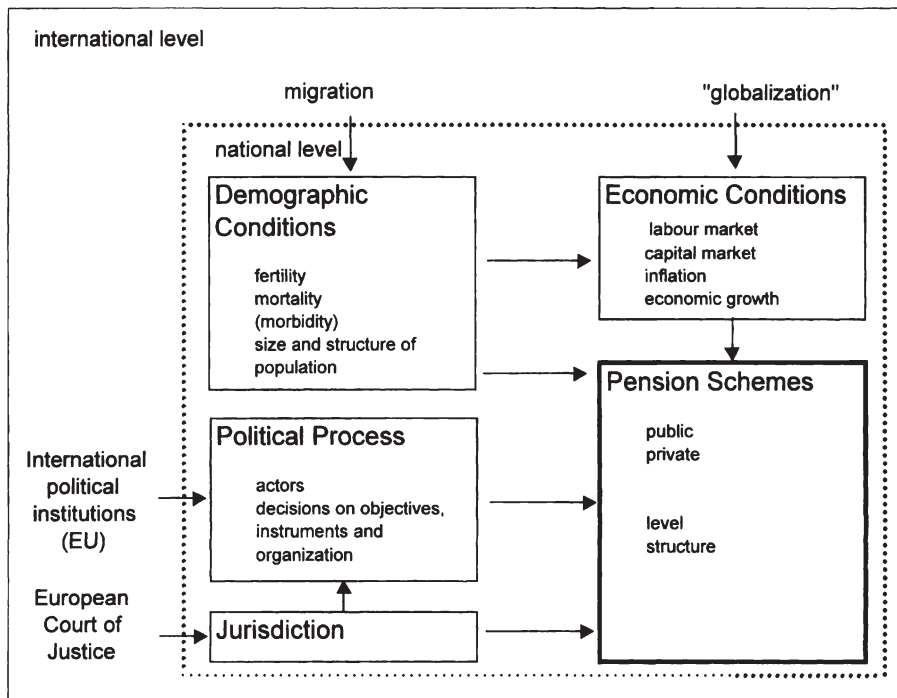 international level
migration
"globalization"
national level
Demographic
Conditions
fertility
mortality
(morbidity)
size and structure of
population
Economic Conditions
labour market
capital market
inflation
economic growth
Pension Schemes
public
private
level
structure
Political Process
actors
decisions on objectives,
instruments and
organization
International
political
institutions
(EU)
European
Court of
Justice
Jurisdiction